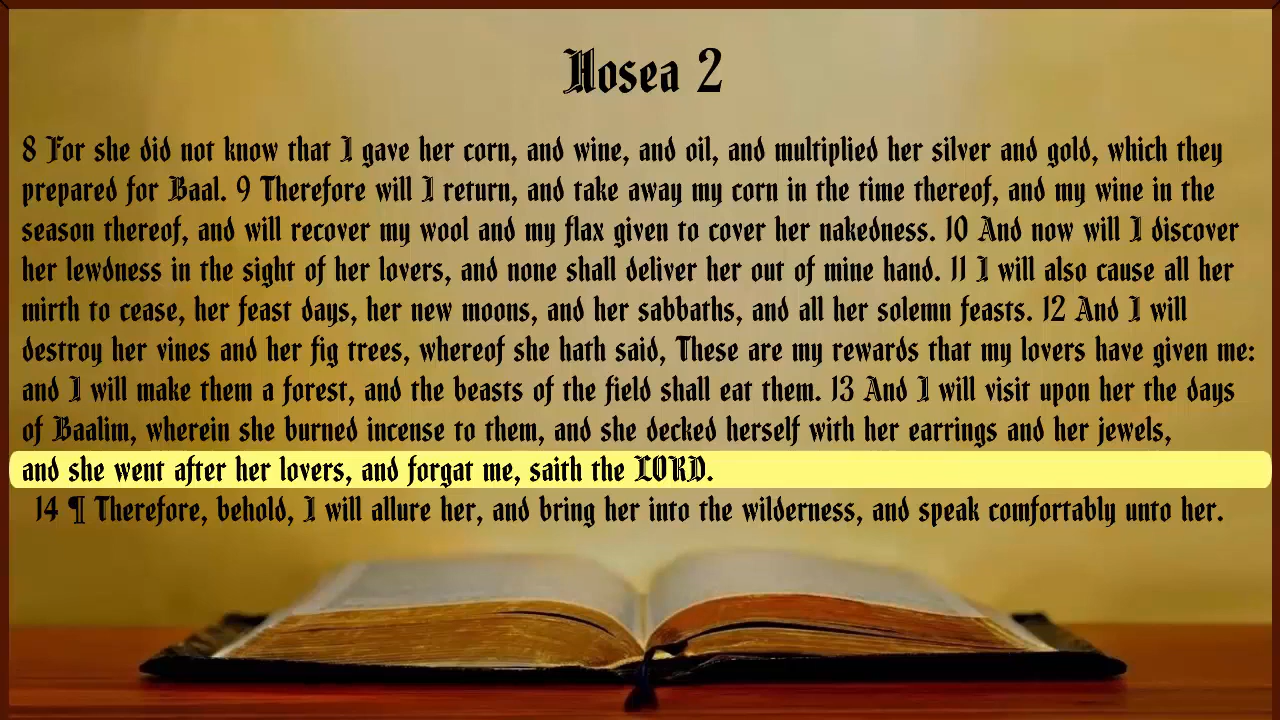 Hosea 2
8 For she did not know that I gave her corn, and wine, and oil, and multiplied her silver and gold, which they
prepared for Baal. 9 Therefore will I return, and take away my corn in the time thereof, and my wine in the
season thereof, and will recover my wool and my flax given to cover her nakedness. 10 And now will I discover
her lewdness in the sight of her lovers, and none shall deliver her out of mine hand. 11 I will also cause all her
mirth to cease, her feast days, her new moons, and her sabbaths, and all her solemn feasts. 12 And I will
destroy her vines and her fig trees, whereof she hath said, These are my rewards that my lovers have given me:
and I will make them a forest, and the beasts of the field shall eat them. 13 And I will visit upon her the days
of Baalim, wherein she burned incense to them, and she decked herself with her earrings and her jewels,
and she went after her lovers, and forgat me, saith the LORD.
14 ¶ Therefore, behold, I will allure her, and bring her into the wilderness, and speak comfortably unto her.